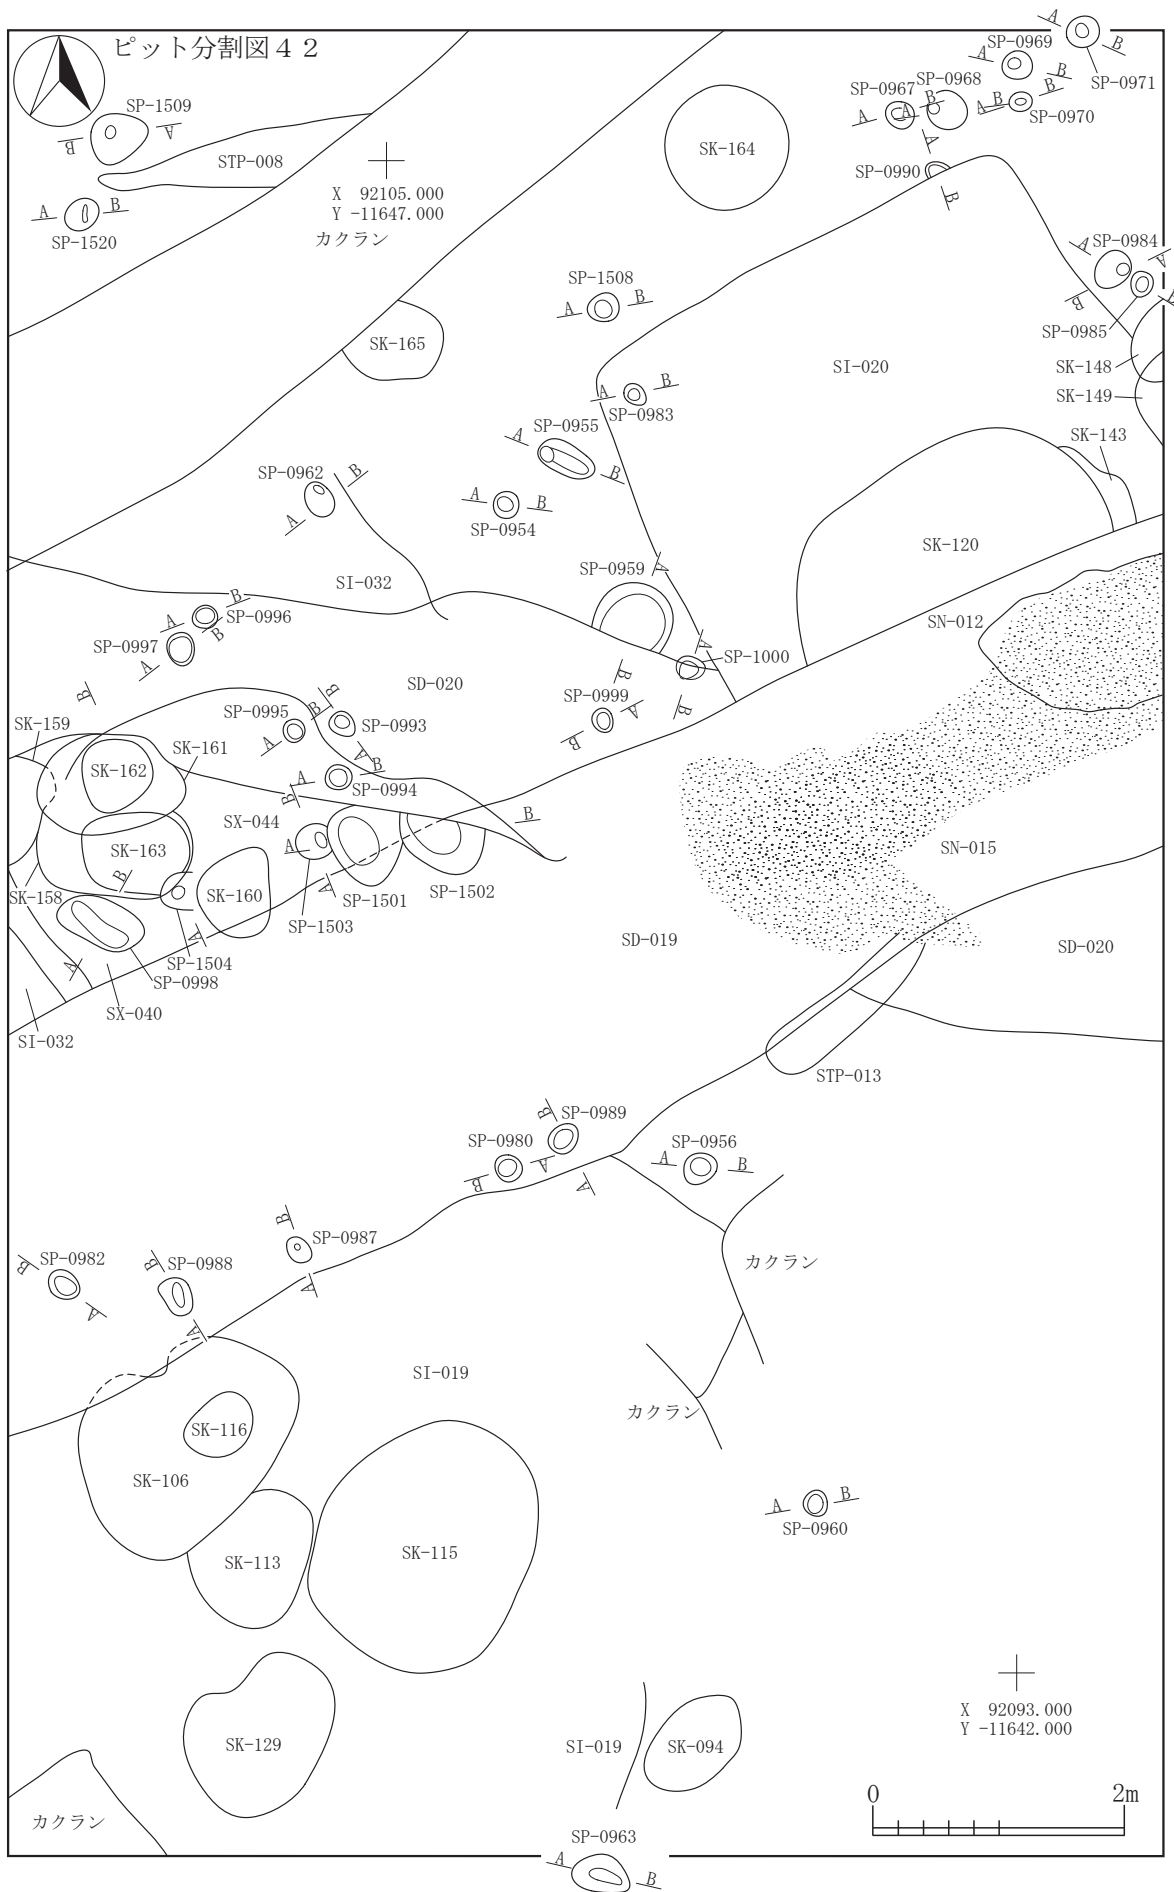 ピット分割図４２
A
SP-0969
B
A
SP-0971
B
SP-0967
SP-0968
B
A
A
B
A
B
SP-0970
A
SP-0990
B
SP-1509
A
B
STP-008
A
B
SP-1520
X 92105.000
Y -11647.000
カクラン
SK-164
A
SP-0984
A
B
SP-0985
SK-148
SK-149
SK-143
SP-1508
A
B
SK-165
SI-020
A
B
SP-0983
SP-0955
A
B
SP-0962
B
A
A
B
SP-0954
SK-120
SP-0959
A
SI-032
B
A
SP-0996
SN-012
SP-0997
B
A
A
SP-1000
B
B
SD-020
SP-0999
A
B
B
SK-159
SP-0995
B
B
SP-0993
A
A
SK-161
SK-162
B
A
SP-0994
B
SX-044
B
SN-015
SK-163
A
B
SK-158
SK-160
A
SP-1501
SP-1502
SP-1503
SD-019
SD-020
A
SP-1504
A
SP-0998
SX-040
SI-032
STP-013
B
SP-0989
SP-0980
A
B
A
SP-0956
A
B
B
SP-0987
A
B
SP-0982
A
B
SP-0988
A
カクラン
SI-019
カクラン
SK-116
SK-106
A
B
SP-0960
SK-115
SK-113
X 92093.000
Y -11642.000
SK-129
SI-019
SK-094
0 2m
カクラン
SP-0963
A
B